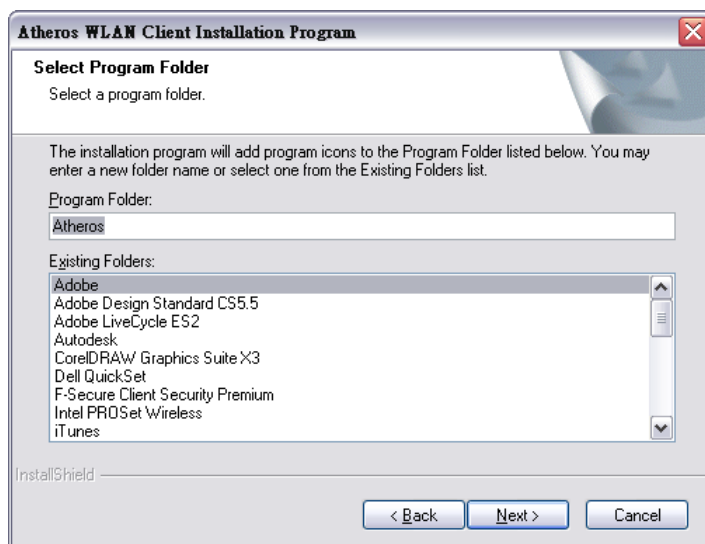 Atheros WLAN Client Installation Program
Select Program Folder
Select a program folder.
The installation program will add program icons to the Program Folder listed below. You may
enter a new folder name or select one from the Existing Folders list.
Program Folder:
Atheros
Existing Folders:
Adobe
Adobe Design Standard CS5.5
Adobe LiveCycle ES2
Autodesk
CorelDRAW Graphics Suite X3
Dell QuickSet
F-Secure Client Security Premium
Intel PROSet Wireless
iTunes
InstallShield
< Back Next > Cancel